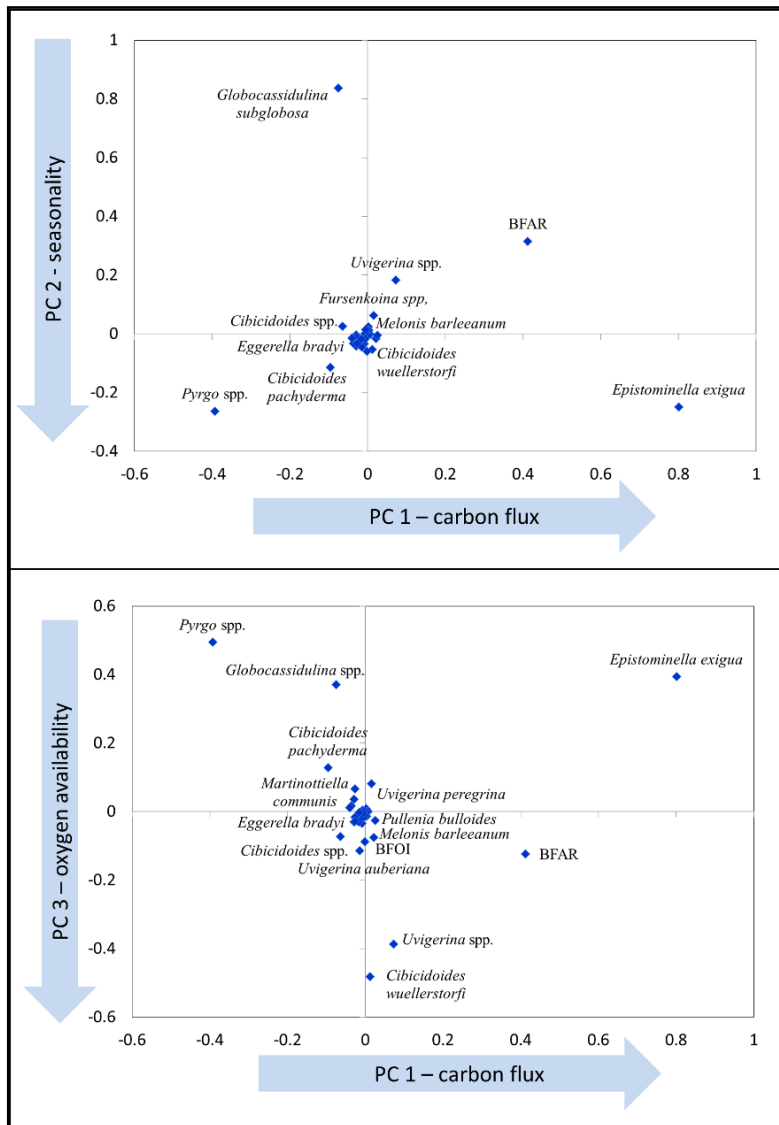 1
0.8
Globocassidulina
subglobosa
0.6
0.4
BFAR
Uvigerina spp.
0.2
Fursenkoina spp,
Cibicidoides spp.
Melonis barleeanum
0
Eggerella bradyi
Cibicidoides
wuellerstorfi
Cibicidoides
pachyderma
-0.2
Pyrgo spp.
Epistominella exigua
-0.4
-0.6 -0.4 -0.2 0 0.2 0.4 0.6 0.8 1
PC 2 - seasonality
PC 1 – carbon flux
0.6
Pyrgo spp.
Globocassidulina spp.
Epistominella exigua
0.4
Cibicidoides
pachyderma
0.2
Martinottiella
communis
Uvigerina peregrina
0
Eggerella bradyi
Pullenia bulloides
Melonis barleeanum
Cibicidoides spp.
BFOI
BFAR
Uvigerina auberiana
-0.2
-0.4
Uvigerina spp.
Cibicidoides
wuellerstorfi
-0.6
-0.6 -0.4 -0.2 0 0.2 0.4 0.6 0.8 1
PC 3 – oxygen availability
PC 1 – carbon flux